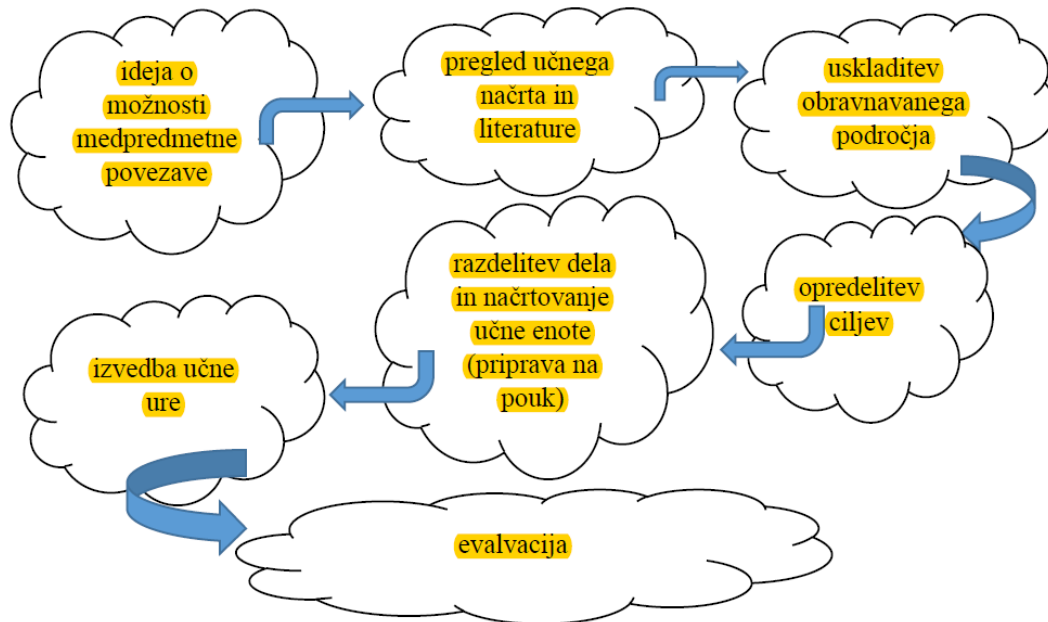 ideja o
možnosti
medpredmetne
povezave
pregled učnega
načrta in
literature
uskladitev
obravnavanega
področja
opredelitev
ciljev
razdelitev dela
in načrtovanje
učne enote
(priprava na
pouk)
izvedba učne
ure
evalvacija